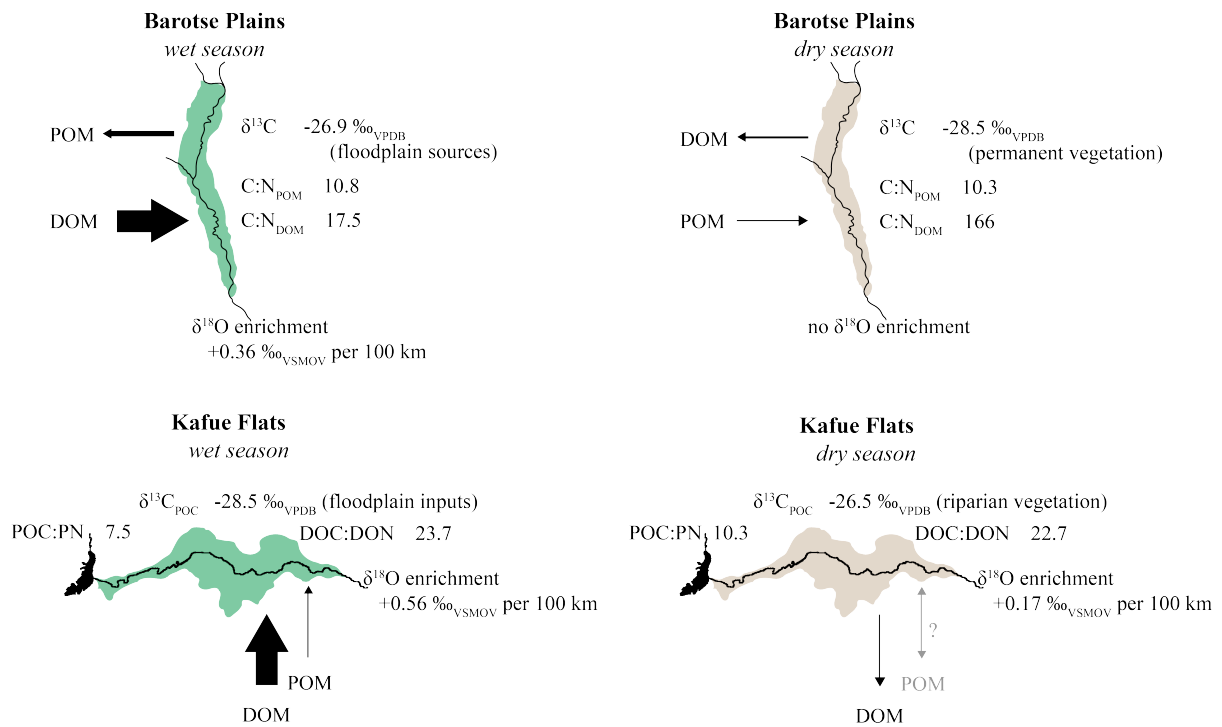 Barotse Plains
wet season
POM
δ¹³C -26.9 ‰VPDB
(floodplain sources)
C:NPOM 10.8
DOM
C:NDOM 17.5
δ¹⁸O enrichment
+0.36 ‰VSMOV per 100 km
Barotse Plains
dry season
DOM
δ¹³C -28.5 ‰VPDB
(permanent vegetation)
C:NPOM 10.3
POM
C:NDOM 166
no δ¹⁸O enrichment
Kafue Flats
wet season
δ¹³CPOC -28.5 ‰VPDB (floodplain inputs)
POC:PN 7.5
DOC:DON 23.7
δ¹⁸O enrichment
+0.56 ‰VSMOV per 100 km
POM
DOM
Kafue Flats
dry season
δ¹³CPOC -26.5 ‰VPDB (riparian vegetation)
POC:PN 10.3
DOC:DON 22.7
δ¹⁸O enrichment
+0.17 ‰VSMOV per 100 km
?
POM
DOM